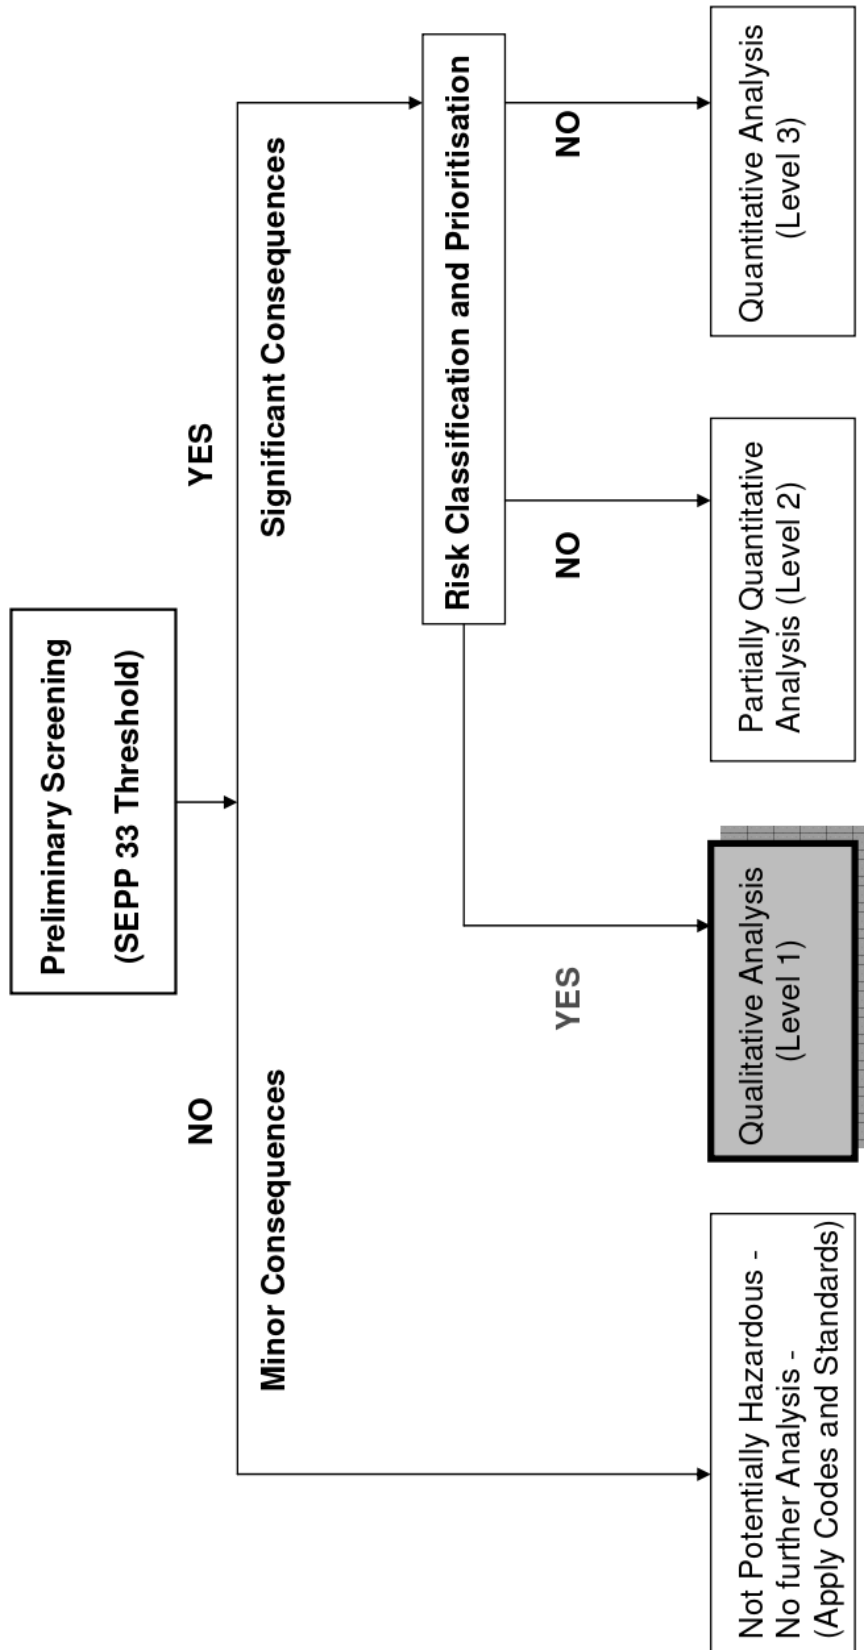 Preliminary Screening
(SEPP 33 Threshold)
NO
YES
Minor Consequences
Significant Consequences
Risk Classification and Prioritisation
YES
NO
NO
Not Potentially Hazardous -
No further Analysis -
(Apply Codes and Standards)
Qualitative Analysis
(Level 1)
Partially Quantitative
Analysis (Level 2)
Quantitative Analysis
(Level 3)